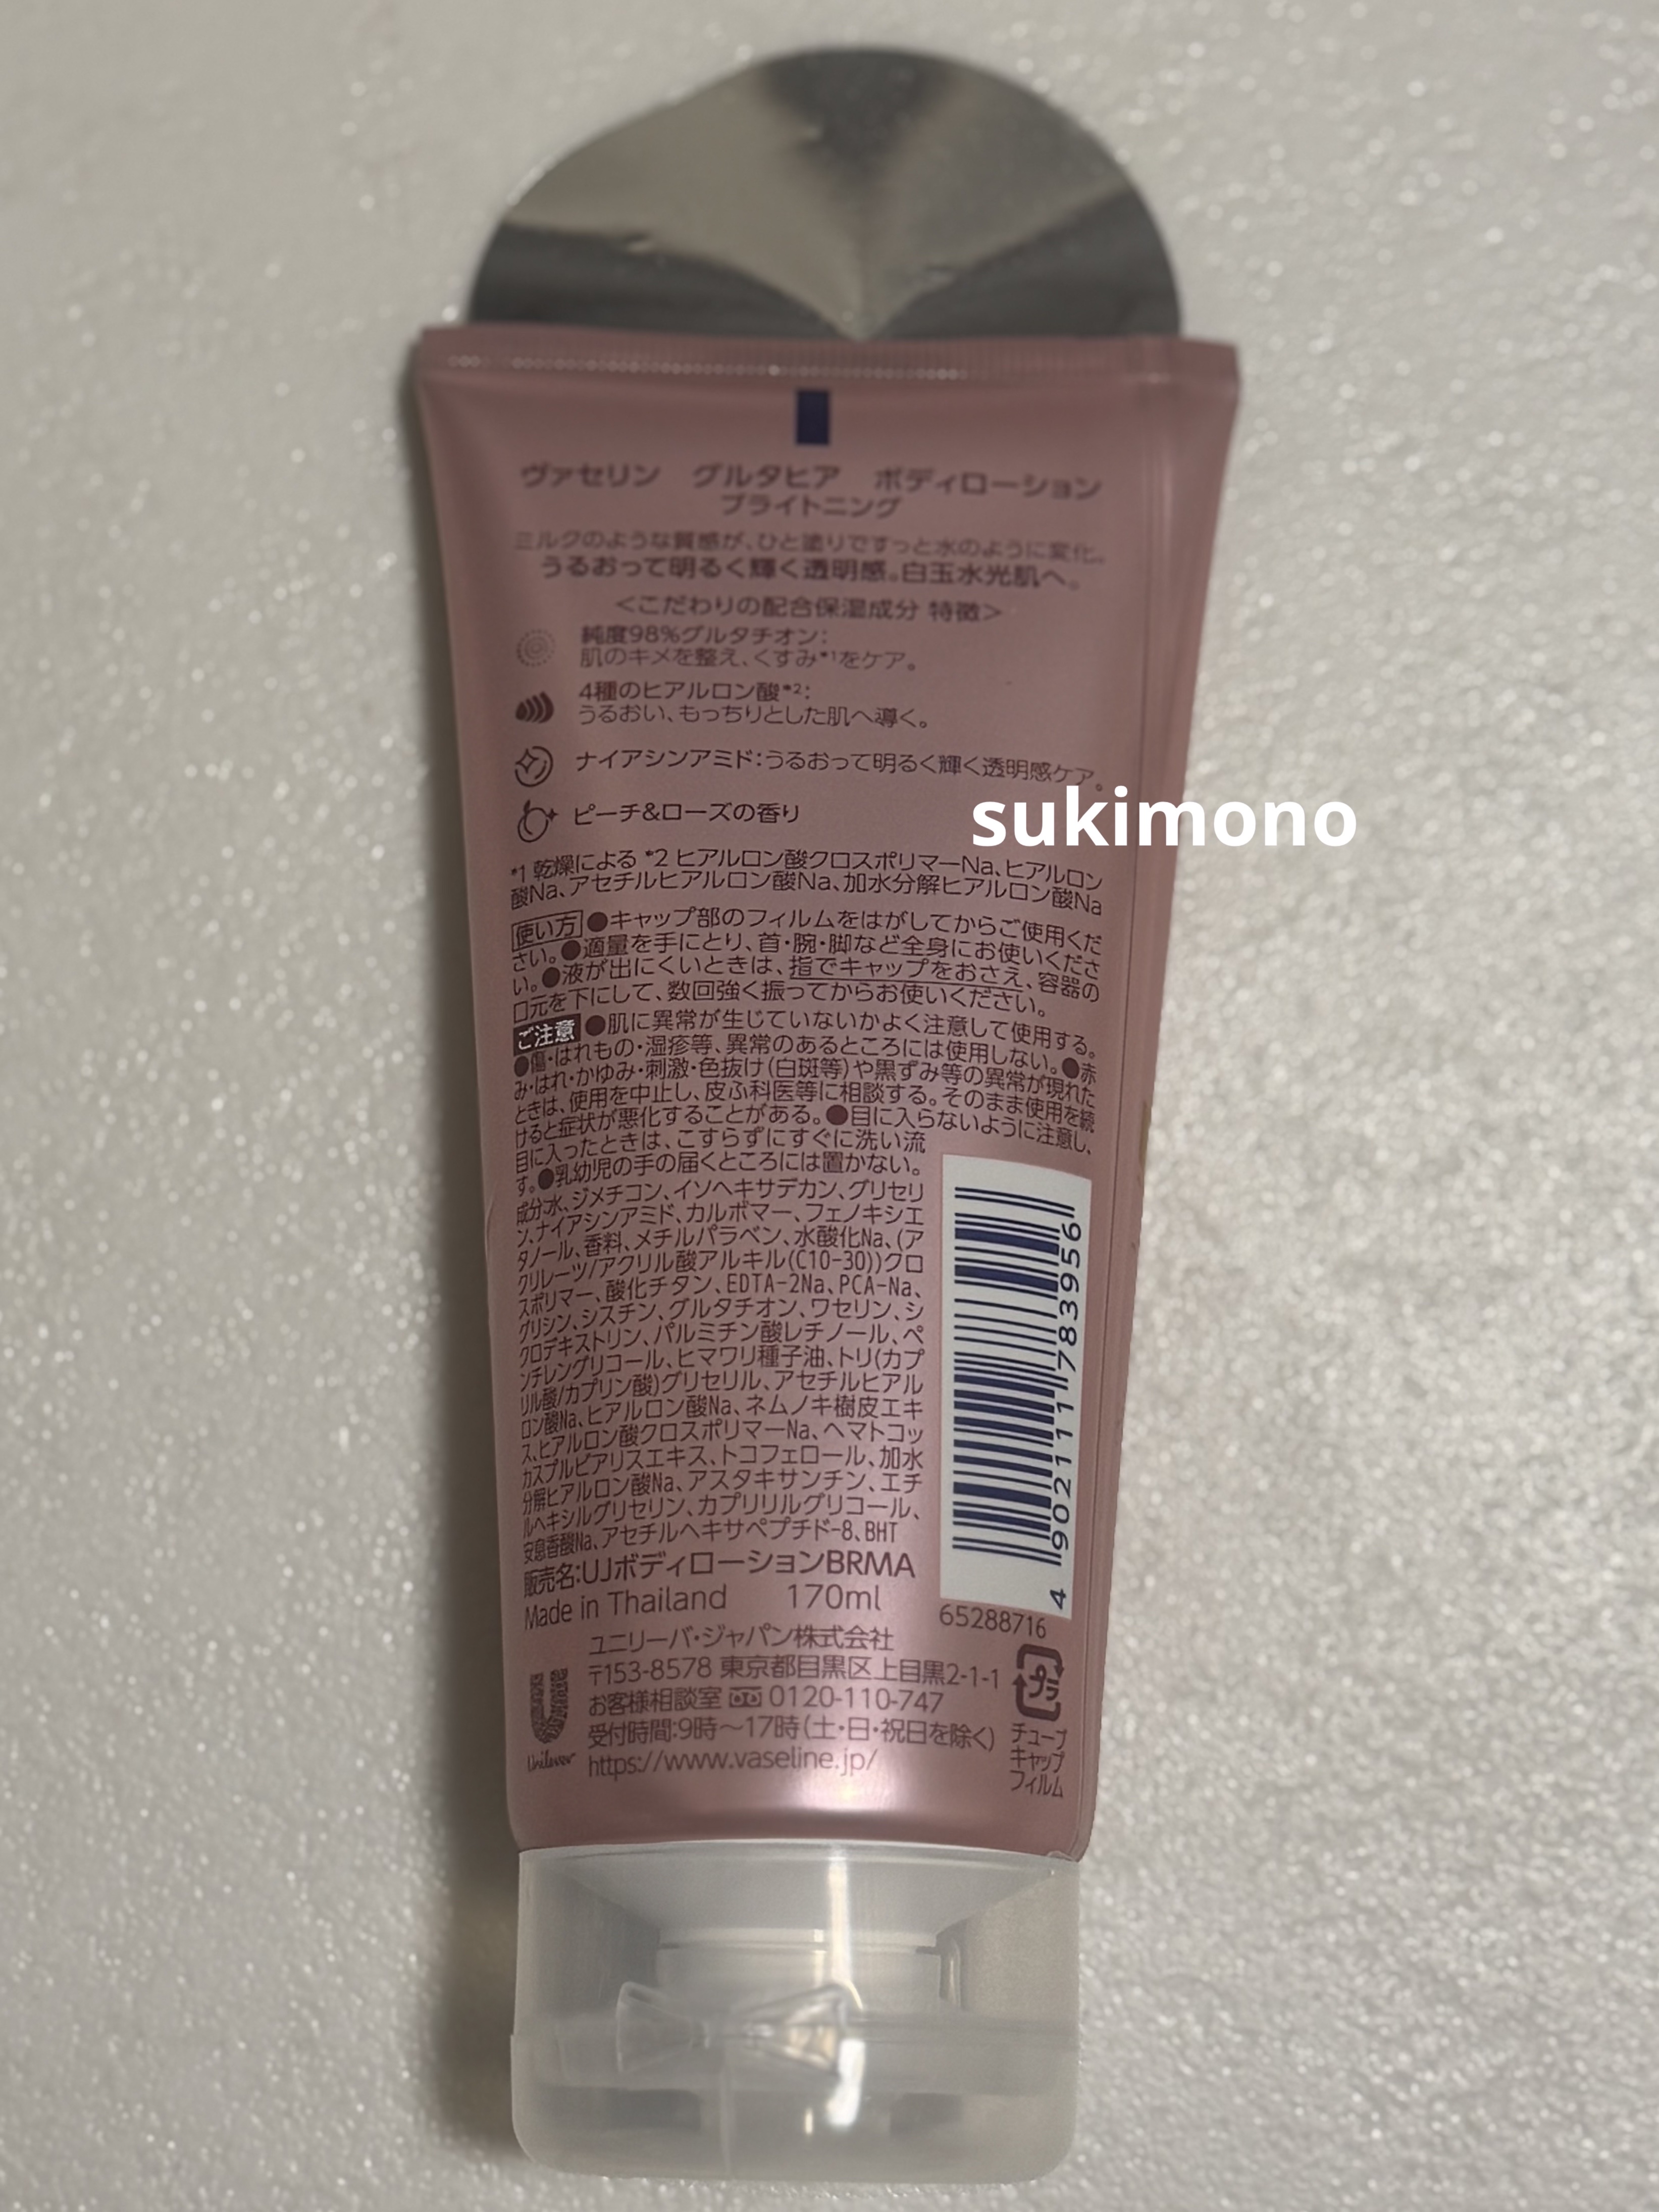 ヴァセリン グルタヒア ボディローション
ブライトニング
ミルクのような質感が、ひと塗りですっと水のように変化。
うるおって明るく輝く透明感。白玉水光肌へ。
＜こだわりの配合保湿成分 特徴＞
純度98%グルタチオン：
肌のキメを整え、くすみ*1をケア。
4種のヒアルロン酸*2：
うるおい、もっちりとした肌へ導く。
ナイアシンアミド：うるおって明るく輝く透明感ケア。
ピーチ&ローズの香り
sukimono
*1 乾燥による *2 ヒアルロン酸クロスポリマーNa、ヒアルロン
酸Na、アセチルヒアルロン酸Na、加水分解ヒアルロン酸Na
使い方 ●キャップ部のフィルムをはがしてからご使用くだ
さい。●適量を手にとり、首・腕・脚など全身にお使いくださ
い。●液が出にくいときは、指でキャップをおさえ、容器の
口元を下にして、数回強く振ってからお使いください。
ご注意 ●肌に異常が生じていないかよく注意して使用する。
●傷・はれもの・湿疹等、異常のあるところには使用しない。●赤
み・はれ・かゆみ・刺激・色抜け(白斑等)や黒ずみ等の異常が現れた
ときは、使用を中止し、皮ふ科医等に相談する。そのまま使用を続
けると症状が悪化することがある。●目に入らないように注意し、
目に入ったときは、こすらずにすぐに洗い流
す。●乳幼児の手の届くところには置かない。
成分:水、ジメチコン、イソヘキサデカン、グリセリ
ン、ナイアシンアミド、カルボマー、フェノキシエ
タノール、香料、メチルパラベン、水酸化Na、(ア
クリレーツ/アクリル酸アルキル(C10-30))クロ
スポリマー、酸化チタン、EDTA-2Na、PCA-Na、
グリシン、シスチン、グルタチオン、ワセリン、シ
クロデキストリン、パルミチン酸レチノール、ペ
ンチレングリコール、ヒマワリ種子油、トリ(カプ
リル酸/カプリン酸)グリセリル、アセチルヒアル
ロン酸Na、ヒアルロン酸Na、ネムノキ樹皮エキ
ス、ヒアルロン酸クロスポリマーNa、ヘマトコッ
カスプルビアリスエキス、トコフェロール、加水
分解ヒアルロン酸Na、アスタキサンチン、エチ
ルヘキシルグリセリン、カプリリルグリコール、
安息香酸Na、アセチルヘキサペプチド-8、BHT
販売名:UJボディローションBRMA
Made in Thailand 170ml
4902111783956
65288716
ユニリーバ・ジャパン株式会社
〒153-8578 東京都目黒区上目黒2-1-1
お客様相談室 0120-110-747
受付時間:9時～17時(土・日・祝日を除く)
https://www.vaseline.jp/
Unilever
プラ
チューブ
キャップ
フィルム